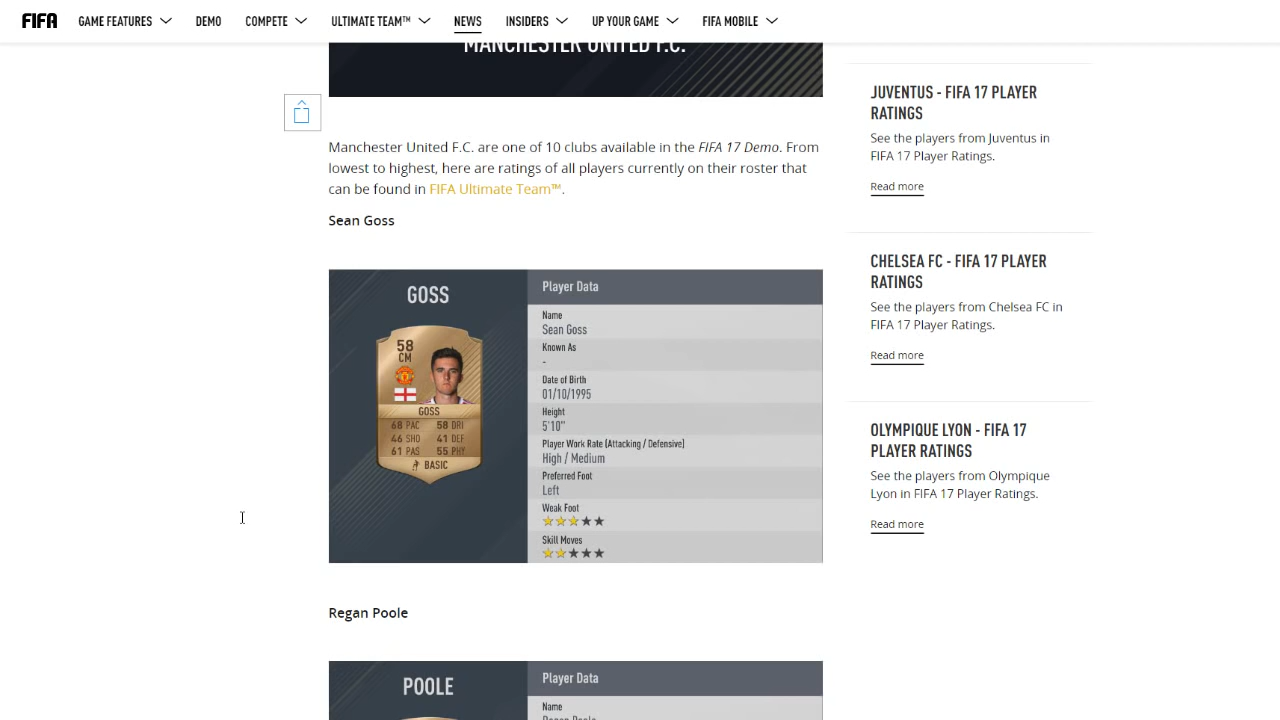 FIFA GAME FEATURES DEMO COMPETE ULTIMATE TEAM™ NEWS INSIDERS UP YOUR GAME FIFA MOBILE
MANCHESTER UNITED F.C.
Manchester United F.C. are one of 10 clubs available in the FIFA 17 Demo. From
lowest to highest, here are ratings of all players currently on their roster that
can be found in FIFA Ultimate Team™.
Sean Goss
GOSS
58
CM
GOSS
68 PAC 58 DRI
46 SHO 41 DEF
61 PAS 55 PHY
BASIC
Player Data
Name
Sean Goss
Known As
-
Date of Birth
01/10/1995
Height
5'10"
Player Work Rate (Attacking / Defensive)
High / Medium
Preferred Foot
Left
Weak Foot
★★★★★
Skill Moves
★★★★★
Regan Poole
POOLE
Player Data
Name
Regan Poole
JUVENTUS - FIFA 17 PLAYER
RATINGS
See the players from Juventus in
FIFA 17 Player Ratings.
Read more
CHELSEA FC - FIFA 17 PLAYER
RATINGS
See the players from Chelsea FC in
FIFA 17 Player Ratings.
Read more
OLYMPIQUE LYON - FIFA 17
PLAYER RATINGS
See the players from Olympique
Lyon in FIFA 17 Player Ratings.
Read more